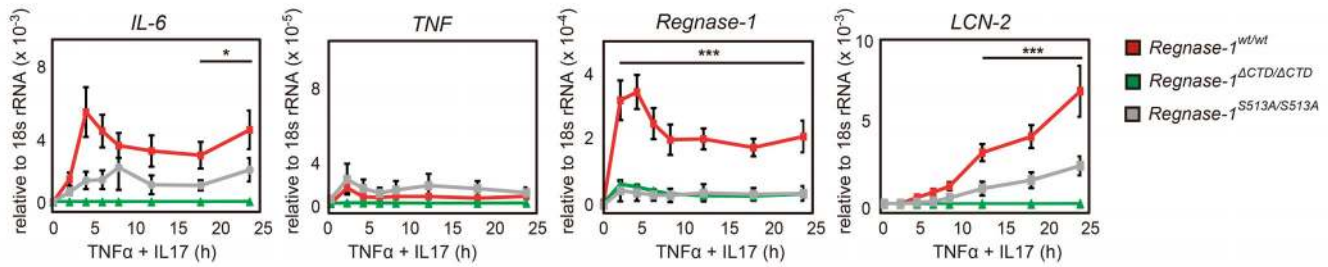 IL-6
relative to 18s rRNA (x 10-3)
8
4
0
*
0 5 10 15 20 25
TNFα + IL17 (h)
TNF
relative to 18s rRNA (x 10-5)
8
4
0
0 5 10 15 20 25
TNFα + IL17 (h)
Regnase-1
relative to 18s rRNA (x 10-4)
4
2
0
***
0 5 10 15 20 25
TNFα + IL17 (h)
LCN-2
relative to 18s rRNA (x 10-3)
10
5
0
***
0 5 10 15 20 25
TNFα + IL17 (h)
Regnase-1wt/wt
Regnase-1ΔCTD/ΔCTD
Regnase-1S513A/S513A